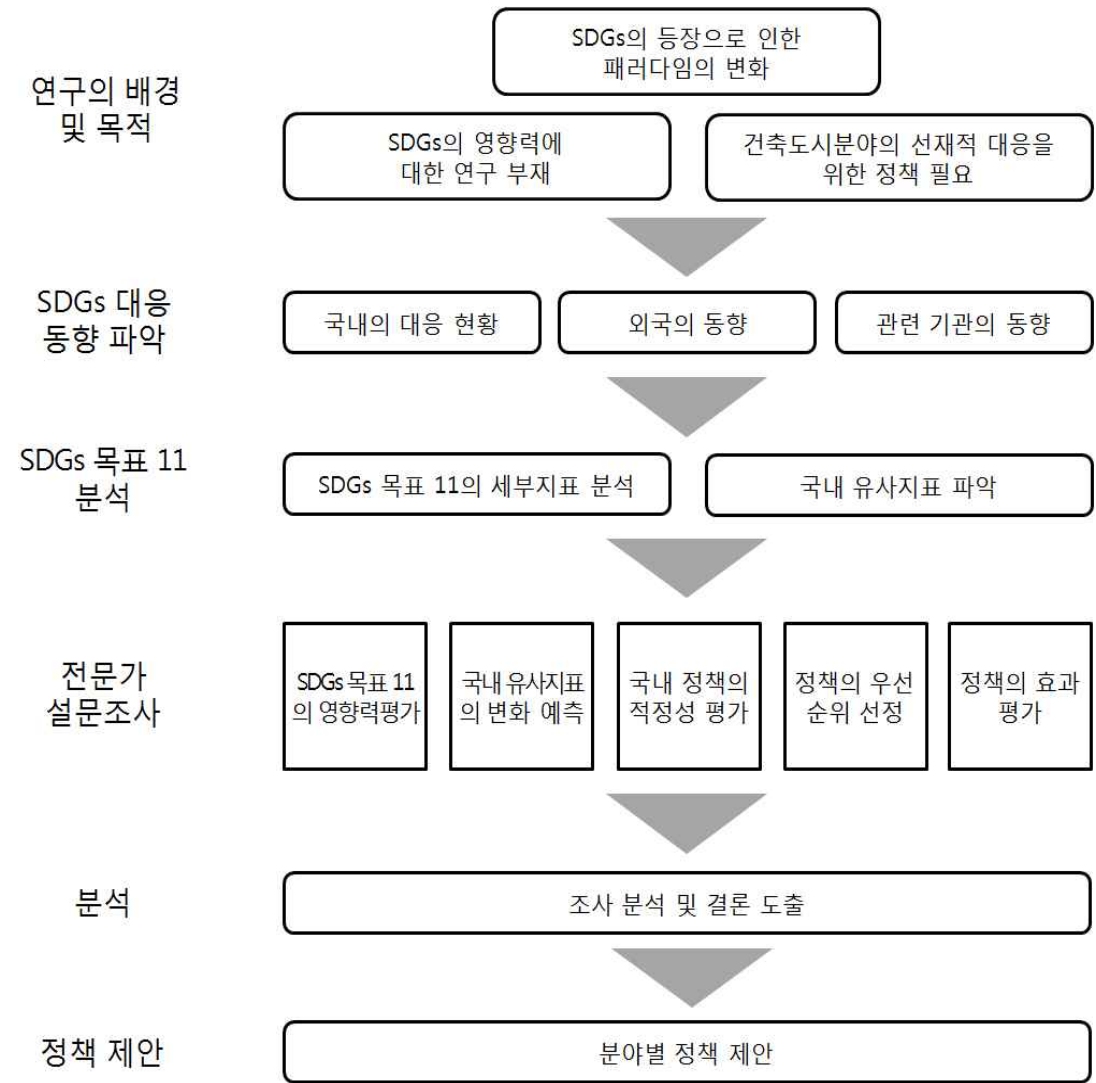 연구의 배경
및 목적
SDGs의 등장으로 인한
패러다임의 변화
SDGs의 영향력에
대한 연구 부재
건축도시분야의 선재적 대응을
위한 정책 필요
SDGs 대응
동향 파악
국내의 대응 현황
외국의 동향
관련 기관의 동향
SDGs 목표 11
분석
SDGs 목표 11의 세부지표 분석
국내 유사지표 파악
전문가
설문조사
SDGs 목표 11
의 영향력평가
국내 유사지표
의 변화 예측
국내 정책의
적정성 평가
정책의 우선
순위 선정
정책의 효과
평가
분석
조사 분석 및 결론 도출
정책 제안
분야별 정책 제안